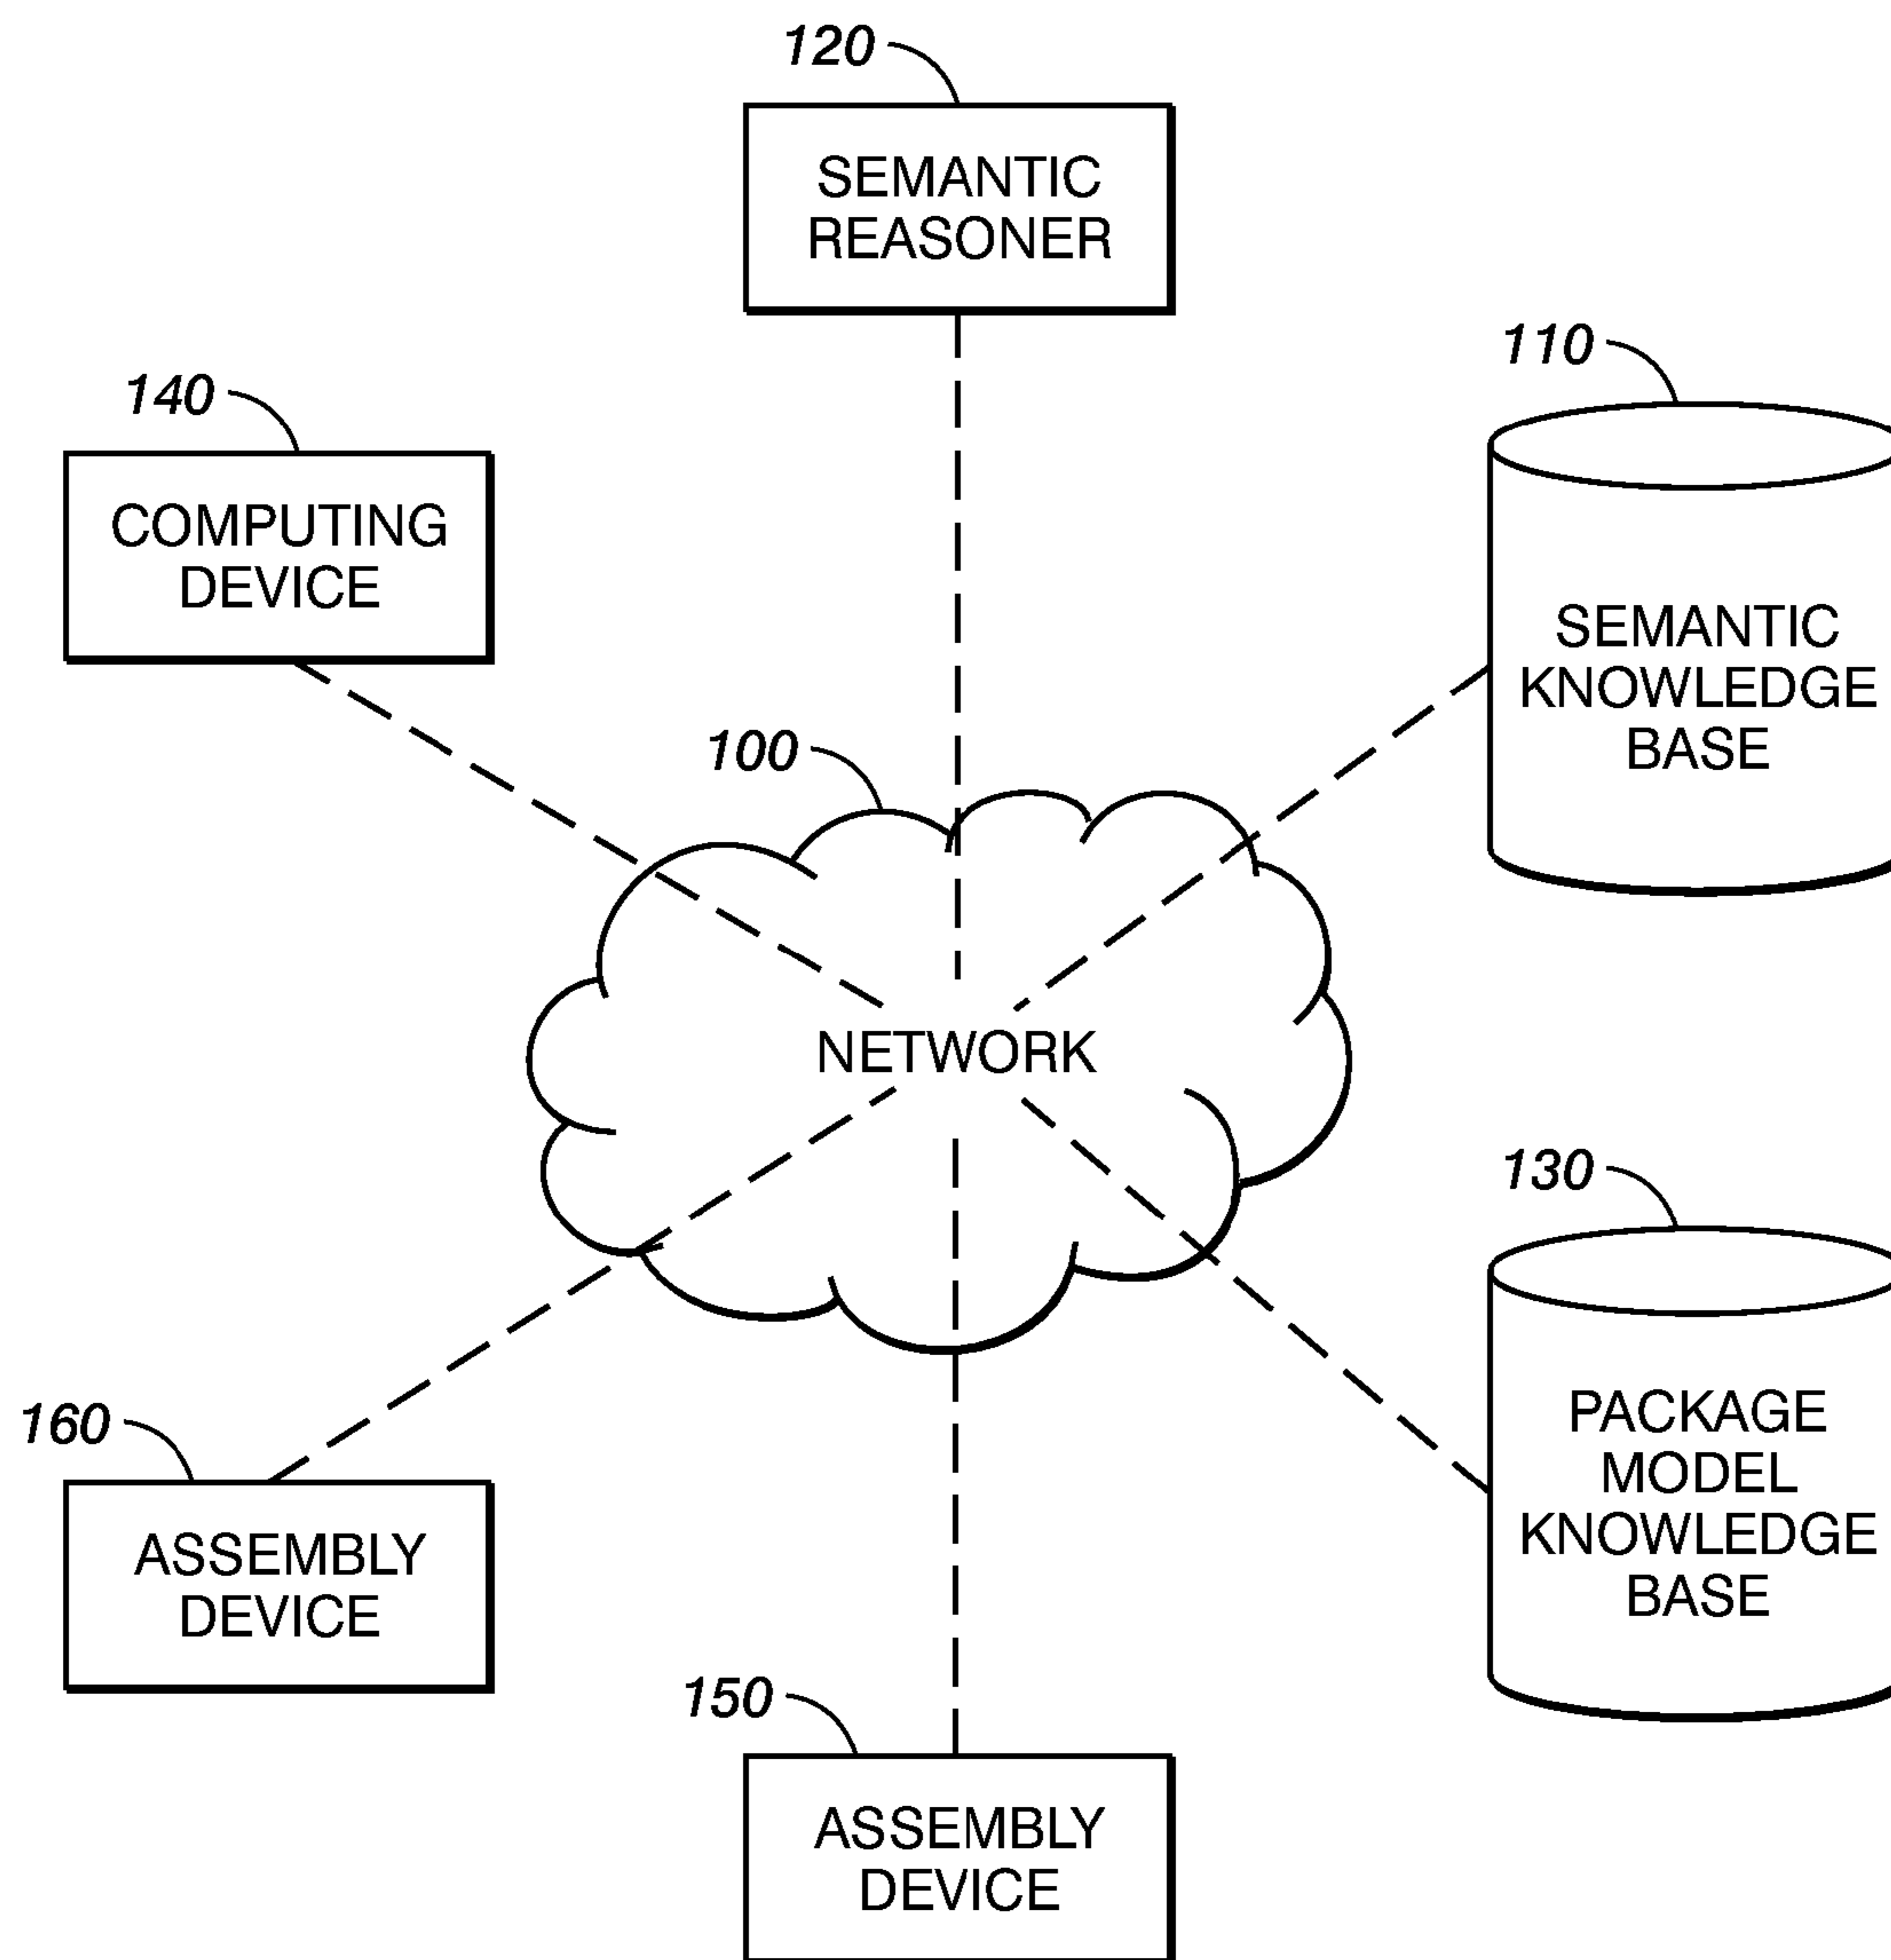 120
SEMANTIC
REASONER
110
SEMANTIC
KNOWLEDGE
BASE
140
COMPUTING
DEVICE
100
NETWORK
130
PACKAGE
MODEL
KNOWLEDGE
BASE
160
ASSEMBLY
DEVICE
150
ASSEMBLY
DEVICE